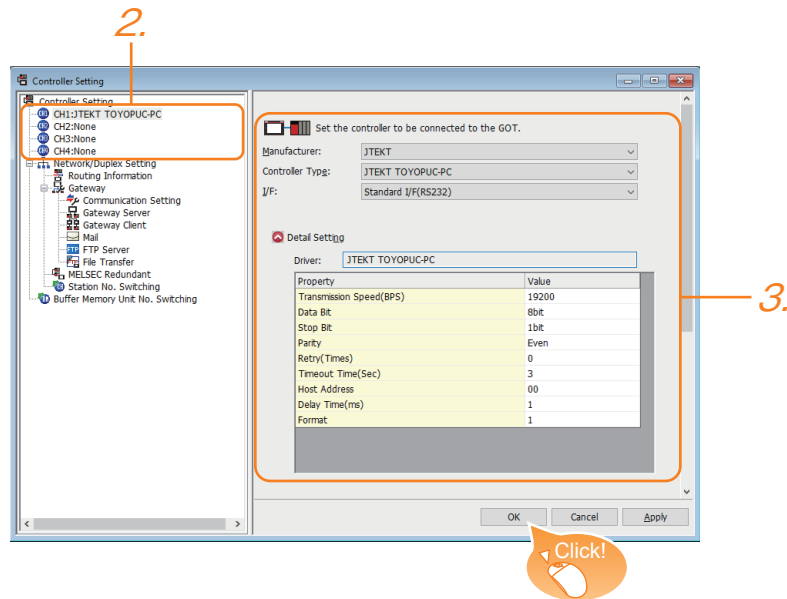 2.
Controller Setting
Controller Setting
CH1:JTEKT TOYOPUC-PC
CH2:None
CH3:None
CH4:None
Network/Duplex Setting
Routing Information
Gateway
Communication Setting
Gateway Server
Gateway Client
Mail
FTP FTP Server
File Transfer
MELSEC Redundant
Station No. Switching
Buffer Memory Unit No. Switching
Set the controller to be connected to the GOT.
Manufacturer: JTEKT
Controller Type: JTEKT TOYOPUC-PC
I/F: Standard I/F(RS232)
Detail Setting
Driver: JTEKT TOYOPUC-PC
Property Value
Transmission Speed(BPS) 19200
Data Bit 8bit
Stop Bit 1bit
Parity Even
Retry(Times) 0
Timeout Time(Sec) 3
Host Address 00
Delay Time(ms) 1
Format 1
3.
OK Cancel Apply
Click!